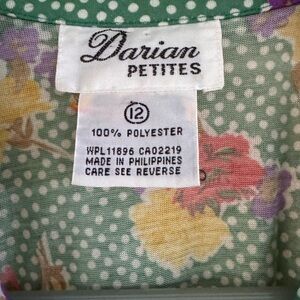 Darian
PETITES
12
100% POLYESTER
WPL11896 CA02219
MADE IN PHILIPPINES
CARE SEE REVERSE